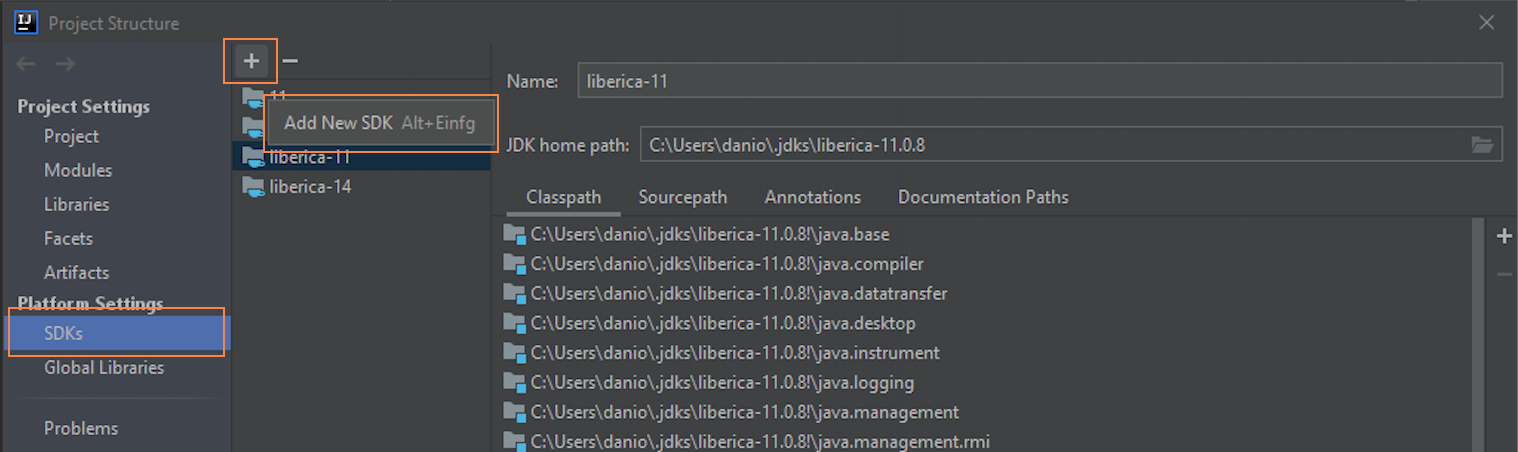 IJ
Project Structure
Project Settings
Project
Modules
Libraries
Facets
Artifacts
Platform Settings
SDKs
Global Libraries
Problems
11
Add New SDK Alt+Einfg
liberica-11
liberica-14
Name: liberica-11
JDK home path: C:\Users\danio\.jdks\liberica-11.0.8
Classpath Sourcepath Annotations Documentation Paths
C:\Users\danio\.jdks\liberica-11.0.8!\java.base
C:\Users\danio\.jdks\liberica-11.0.8!\java.compiler
C:\Users\danio\.jdks\liberica-11.0.8!\java.datatransfer
C:\Users\danio\.jdks\liberica-11.0.8!\java.desktop
C:\Users\danio\.jdks\liberica-11.0.8!\java.instrument
C:\Users\danio\.jdks\liberica-11.0.8!\java.logging
C:\Users\danio\.jdks\liberica-11.0.8!\java.management
C:\Users\danio\.jdks\liberica-11.0.8!\java.management.rmi